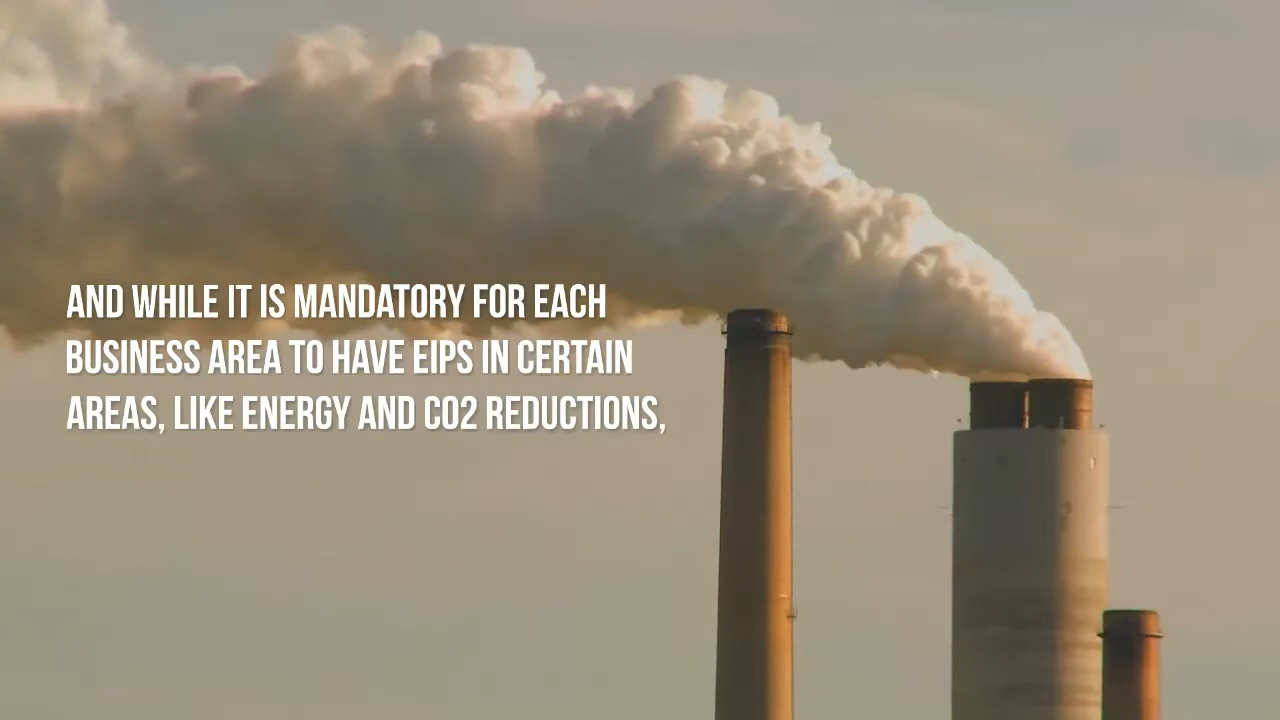 AND WHILE IT IS MANDATORY FOR EACH
BUSINESS AREA TO HAVE EIPS IN CERTAIN
AREAS, LIKE ENERGY AND CO2 REDUCTIONS,